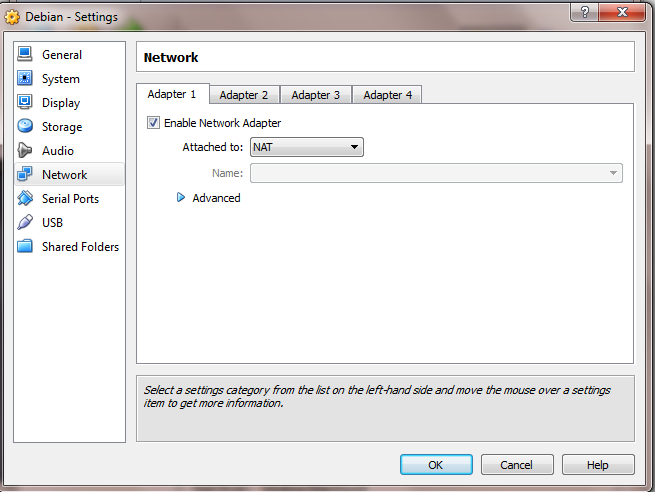 Debian - Settings
General
System
Display
Storage
Audio
Network
Serial Ports
USB
Shared Folders
Network
Adapter 1 Adapter 2 Adapter 3 Adapter 4
Enable Network Adapter
Attached to: NAT
Name:
Advanced
Select a settings category from the list on the left-hand side and move the mouse over a settings
item to get more information.
OK Cancel Help